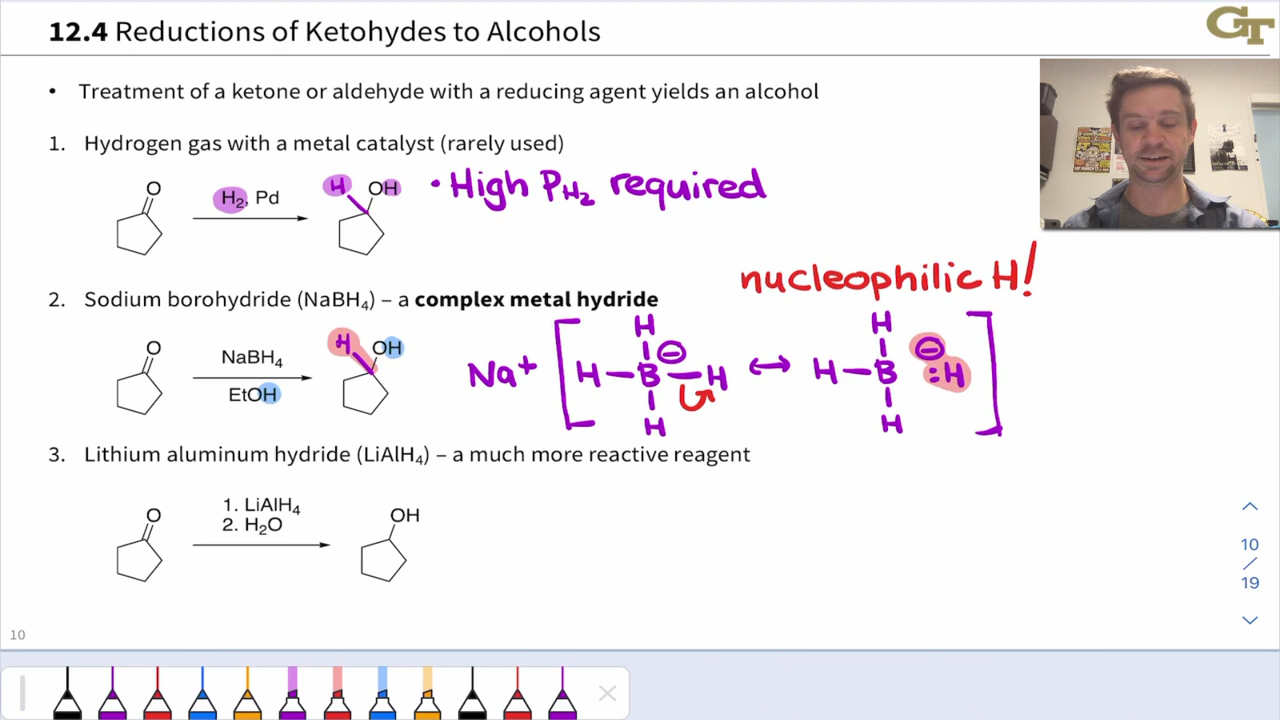 12.4 Reductions of Ketohydes to Alcohols
GT
• Treatment of a ketone or aldehyde with a reducing agent yields an alcohol
1. Hydrogen gas with a metal catalyst (rarely used)
O
H₂, Pd
H OH
• High P_H₂ required
nucleophilic H!
2. Sodium borohydride (NaBH₄) – a complex metal hydride
O
NaBH₄
EtOH
H OH
Na⁺ [ H–B–H ↔ H–B :H ]
H H
⊖ ⊖
H H
3. Lithium aluminum hydride (LiAlH₄) – a much more reactive reagent
O
1. LiAlH₄
2. H₂O
OH
10
/
19
10